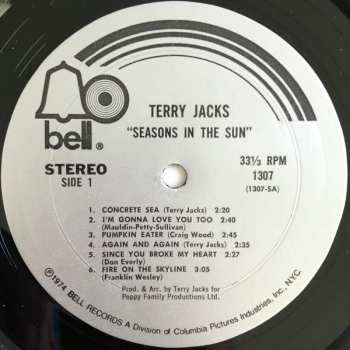 bell®
TERRY JACKS
"SEASONS IN THE SUN"
STEREO
SIDE 1
33⅓ RPM
1307
(1307-SA)
1. CONCRETE SEA (Terry Jacks) 2:20
2. I'M GONNA LOVE YOU TOO 2:40
(Mauldin-Petty-Sullivan)
3. PUMPKIN EATER (Craig Wood) 2:24
4. AGAIN AND AGAIN (Terry Jacks) 2:35
5. SINCE YOU BROKE MY HEART 2:27
(Don Everly)
6. FIRE ON THE SKYLINE 3:05
(Franklin Wesley)
Prod. & Arr. by Terry Jacks for
Poppy Family Productions Ltd.
℗1974 BELL RECORDS A Division of Columbia Pictures Industries, Inc., N.Y.C.